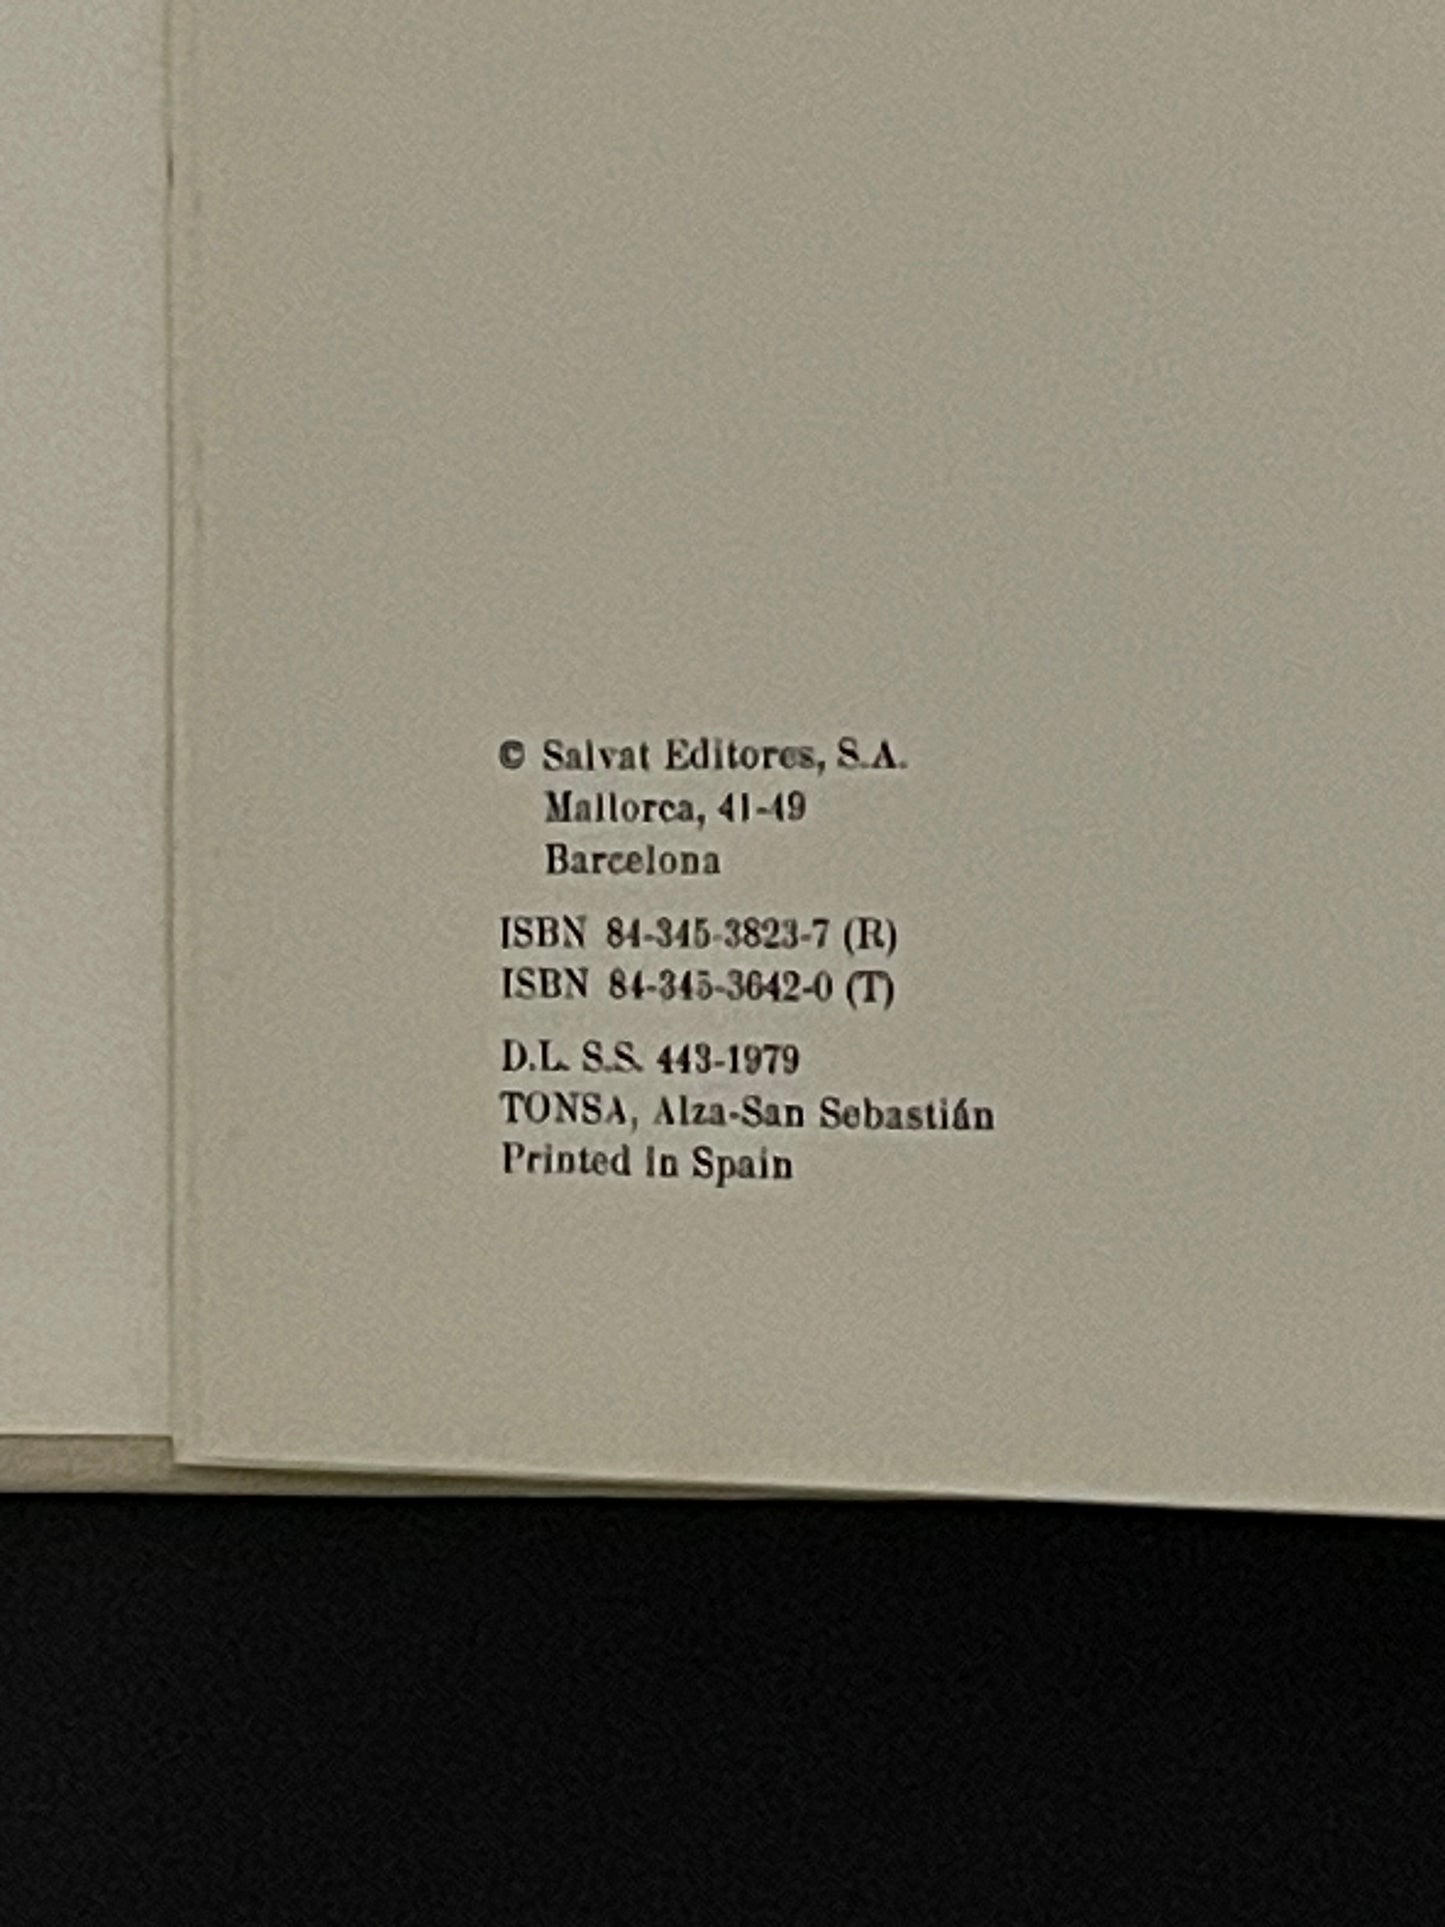 © Salvat Editores, S.A.
Mallorca, 41-49
Barcelona
ISBN 84-345-3823-7 (R)
ISBN 84-345-3642-0 (T)
D.L. S.S. 443-1979
TONSA, Alza-San Sebastián
Printed in Spain